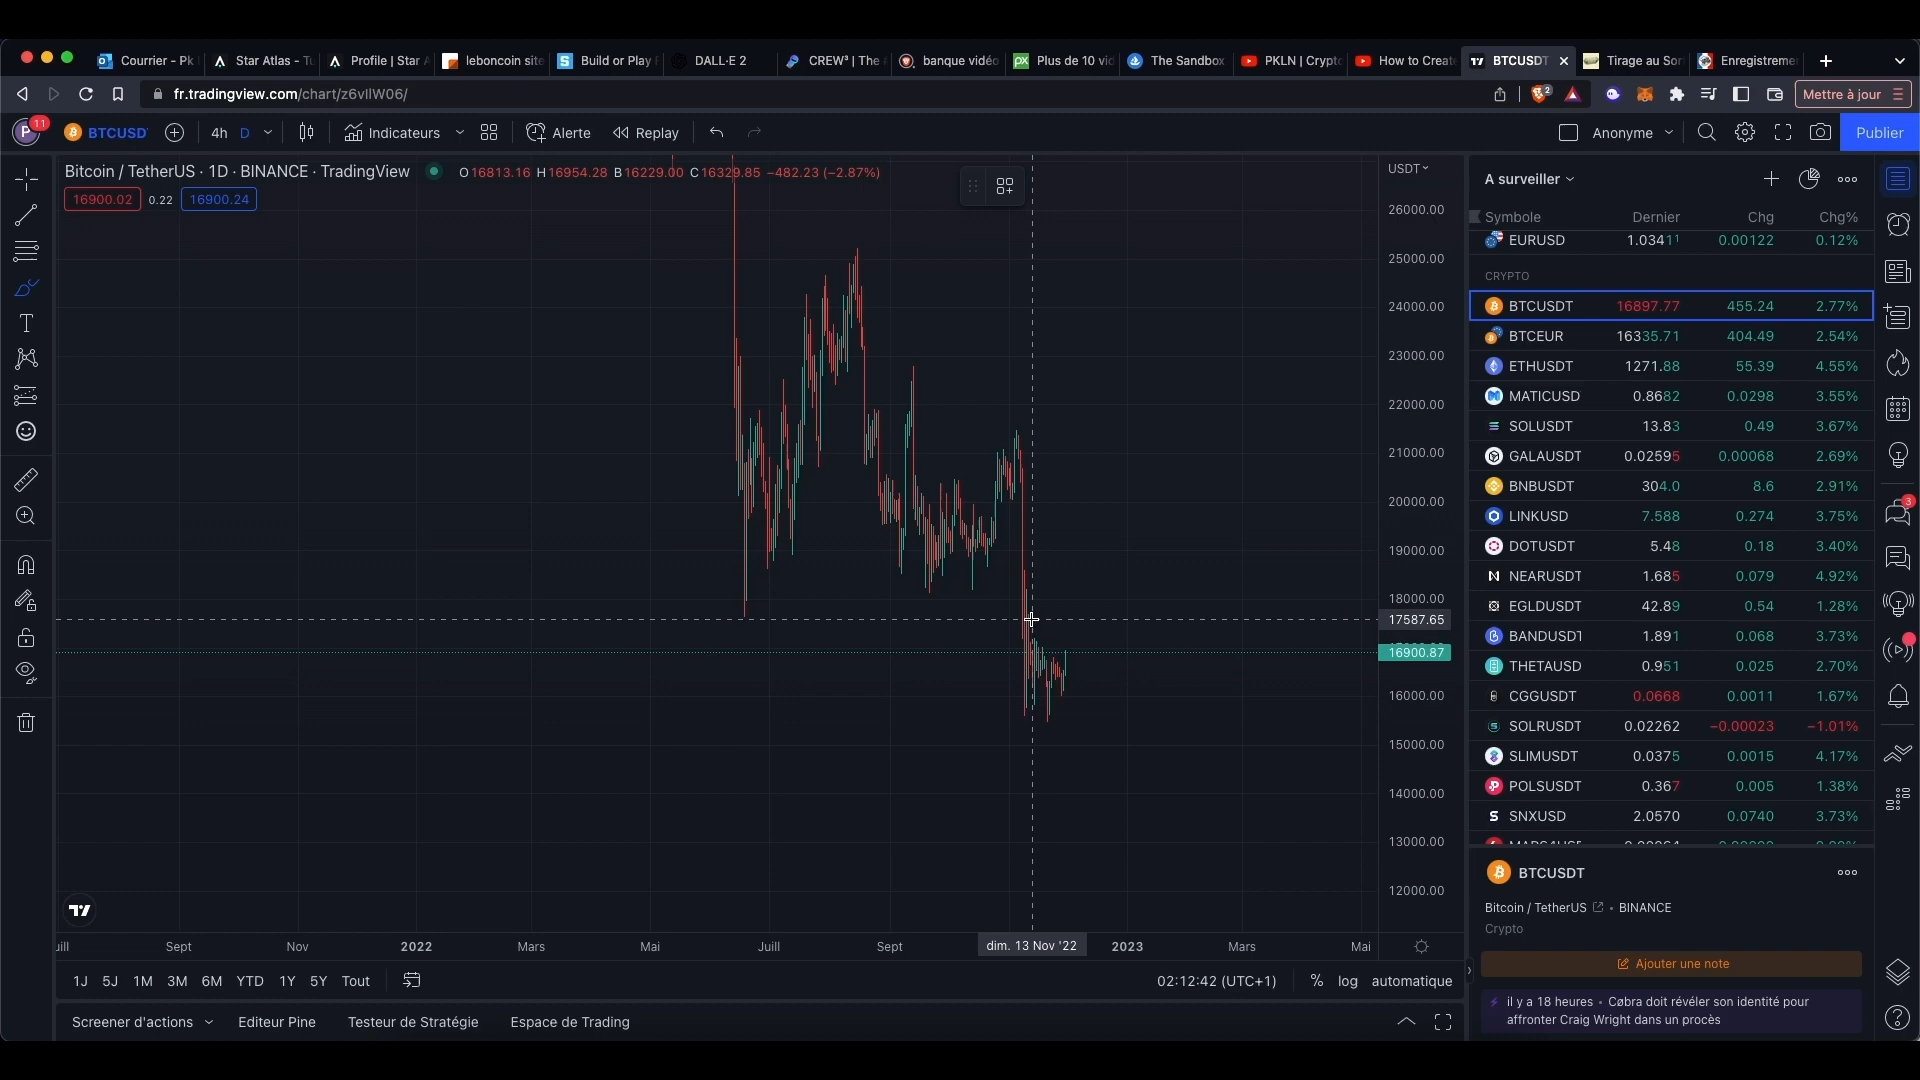 Courrier - Pk
Star Atlas - Tu
Profile | Star A
leboncoin site
Build or Play
DALL·E 2
CREW³ | The
banque vidéo
Plus de 10 vid
The Sandbox
PKLN | Crypto
How to Create
BTCUSDT
Tirage au Sor
Enregistreme
fr.tradingview.com/chart/z6vIlW06/
2
Mettre à jour
P
11
BTCUSD
4h
D
Indicateurs
Alerte
Replay
Anonyme
Publier
Bitcoin / TetherUS · 1D · BINANCE · TradingView
O16813.16 H16954.28 B16229.00 C16329.85 −482.23 (−2.87%)
16900.02 0.22 16900.24
USDT
26000.00
25000.00
24000.00
23000.00
22000.00
21000.00
20000.00
19000.00
18000.00
17587.65
16900.87
16000.00
15000.00
14000.00
13000.00
12000.00
uill Sept Nov 2022 Mars Mai Juill Sept dim. 13 Nov '22 2023 Mars Mai
1J 5J 1M 3M 6M YTD 1Y 5Y Tout
02:12:42 (UTC+1) % log automatique
Screener d'actions Editeur Pine Testeur de Stratégie Espace de Trading
A surveiller
Symbole Dernier Chg Chg%
EURUSD 1.03411 0.00122 0.12%
CRYPTO
BTCUSDT 16897.77 455.24 2.77%
BTCEUR 16335.71 404.49 2.54%
ETHUSDT 1271.88 55.39 4.55%
MATICUSD 0.8682 0.0298 3.55%
SOLUSDT 13.83 0.49 3.67%
GALAUSDT 0.02595 0.00068 2.69%
BNBUSDT 304.0 8.6 2.91%
LINKUSD 7.588 0.274 3.75%
DOTUSDT 5.48 0.18 3.40%
NEARUSDT 1.685 0.079 4.92%
EGLDUSDT 42.89 0.54 1.28%
BANDUSDT 1.891 0.068 3.73%
THETAUSD 0.951 0.025 2.70%
CGGUSDT 0.0668 0.0011 1.67%
SOLRUSDT 0.02262 −0.00023 −1.01%
SLIMUSDT 0.0375 0.0015 4.17%
POLSUSDT 0.367 0.005 1.38%
SNXUSD 2.0570 0.0740 3.73%
3
BTCUSDT
Bitcoin / TetherUS • BINANCE
Crypto
Ajouter une note
il y a 18 heures • Cøbra doit révéler son identité pour
affronter Craig Wright dans un procès